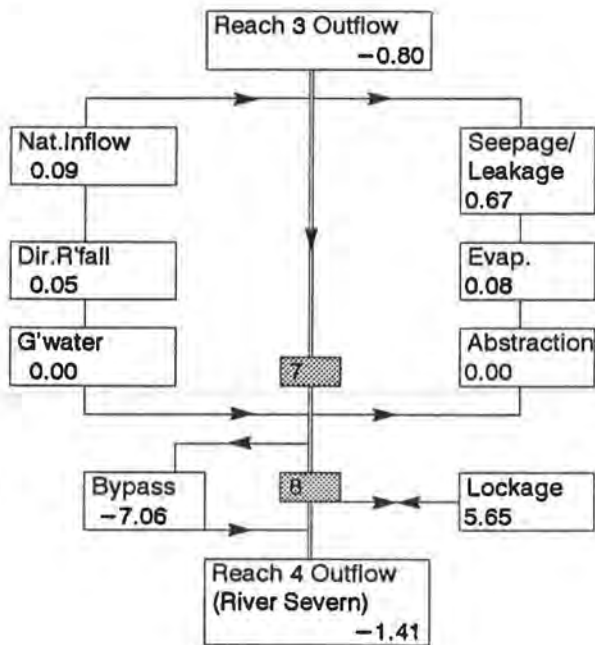 Reach 3 Outflow
−0.80
Nat.Inflow
0.09
Seepage/
Leakage
0.67
Dir.R'fall
0.05
Evap.
0.08
G'water
0.00
Abstraction
0.00
7
Bypass
−7.06
8
Lockage
5.65
Reach 4 Outflow
(River Severn)
−1.41